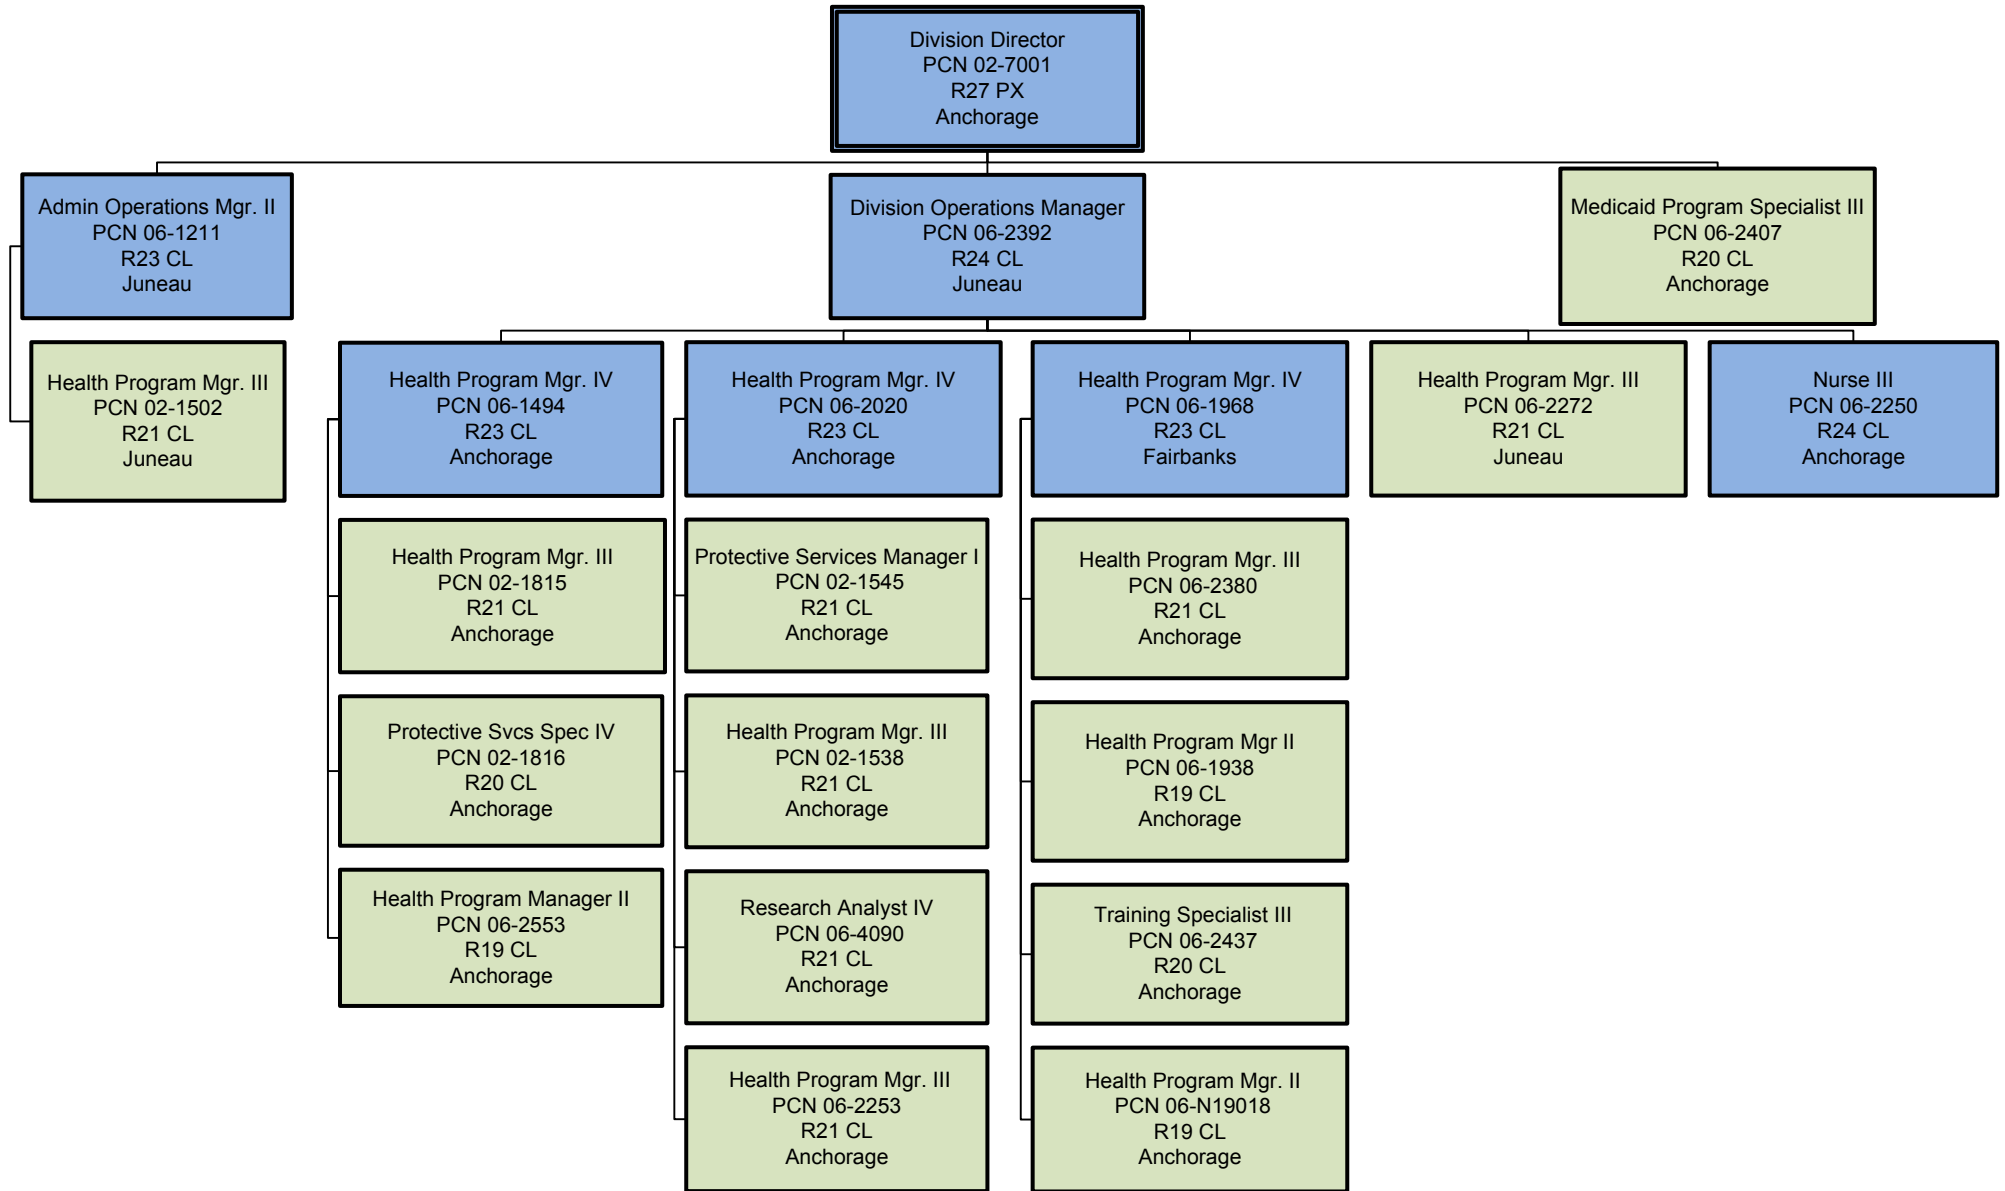 Division Director
PCN 02-7001
R27 PX
Anchorage
Admin Operations Mgr. II
PCN 06-1211
R23 CL
Juneau
Division Operations Manager
PCN 06-2392
R24 CL
Juneau
Medicaid Program Specialist III
PCN 06-2407
R20 CL
Anchorage
Health Program Mgr. III
PCN 02-1502
R21 CL
Juneau
Health Program Mgr. IV
PCN 06-1494
R23 CL
Anchorage
Health Program Mgr. IV
PCN 06-2020
R23 CL
Anchorage
Health Program Mgr. IV
PCN 06-1968
R23 CL
Fairbanks
Health Program Mgr. III
PCN 06-2272
R21 CL
Juneau
Nurse III
PCN 06-2250
R24 CL
Anchorage
Health Program Mgr. III
PCN 02-1815
R21 CL
Anchorage
Protective Services Manager I
PCN 02-1545
R21 CL
Anchorage
Health Program Mgr. III
PCN 06-2380
R21 CL
Anchorage
Protective Svcs Spec IV
PCN 02-1816
R20 CL
Anchorage
Health Program Mgr. III
PCN 02-1538
R21 CL
Anchorage
Health Program Mgr II
PCN 06-1938
R19 CL
Anchorage
Health Program Manager II
PCN 06-2553
R19 CL
Anchorage
Research Analyst IV
PCN 06-4090
R21 CL
Anchorage
Training Specialist III
PCN 06-2437
R20 CL
Anchorage
Health Program Mgr. III
PCN 06-2253
R21 CL
Anchorage
Health Program Mgr. II
PCN 06-N19018
R19 CL
Anchorage